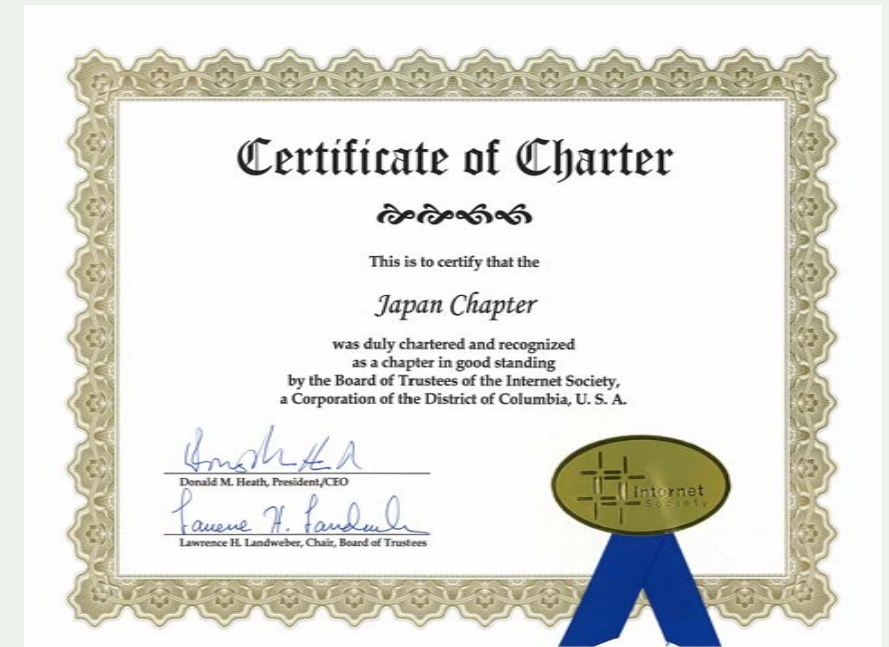 Certificate of Charter
This is to certify that the
Japan Chapter
was duly chartered and recognized
as a chapter in good standing
by the Board of Trustees of the Internet Society,
a Corporation of the District of Columbia, U. S. A.
Donald M. Heath, President/CEO
Lawrence H. Landweber, Chair, Board of Trustees
Internet
Society